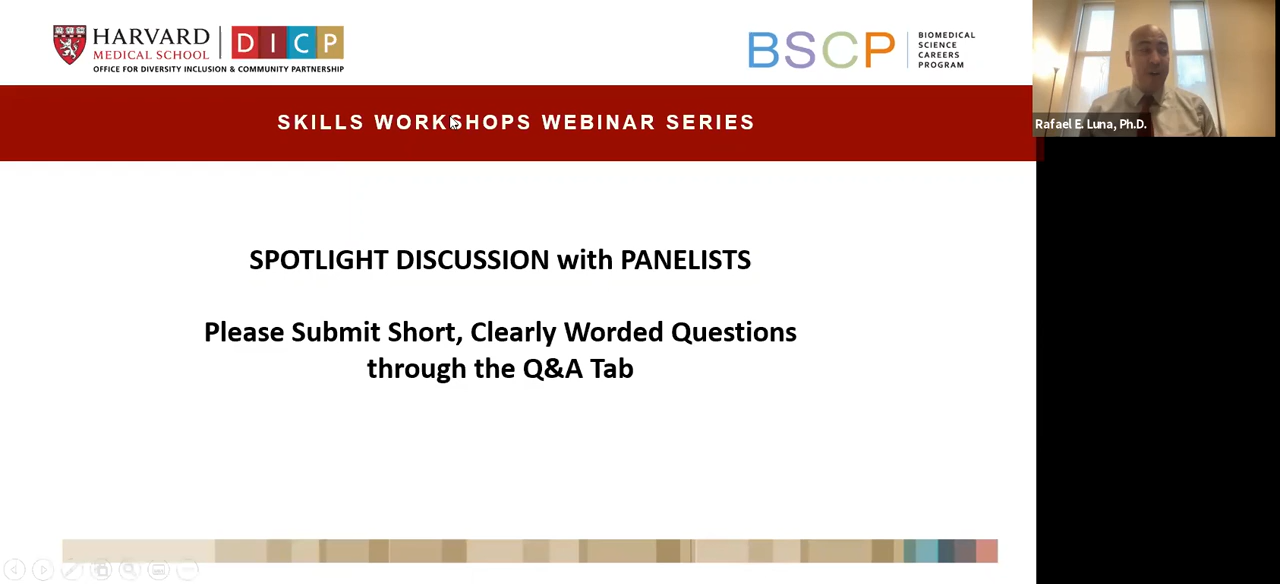 HARVARD
MEDICAL SCHOOL
DICP
OFFICE FOR DIVERSITY INCLUSION & COMMUNITY PARTNERSHIP
BSCP
BIOMEDICAL
SCIENCE
CAREERS
PROGRAM
Rafael E. Luna, Ph.D.
SKILLS WORKSHOPS WEBINAR SERIES
SPOTLIGHT DISCUSSION with PANELISTS
Please Submit Short, Clearly Worded Questions
through the Q&A Tab